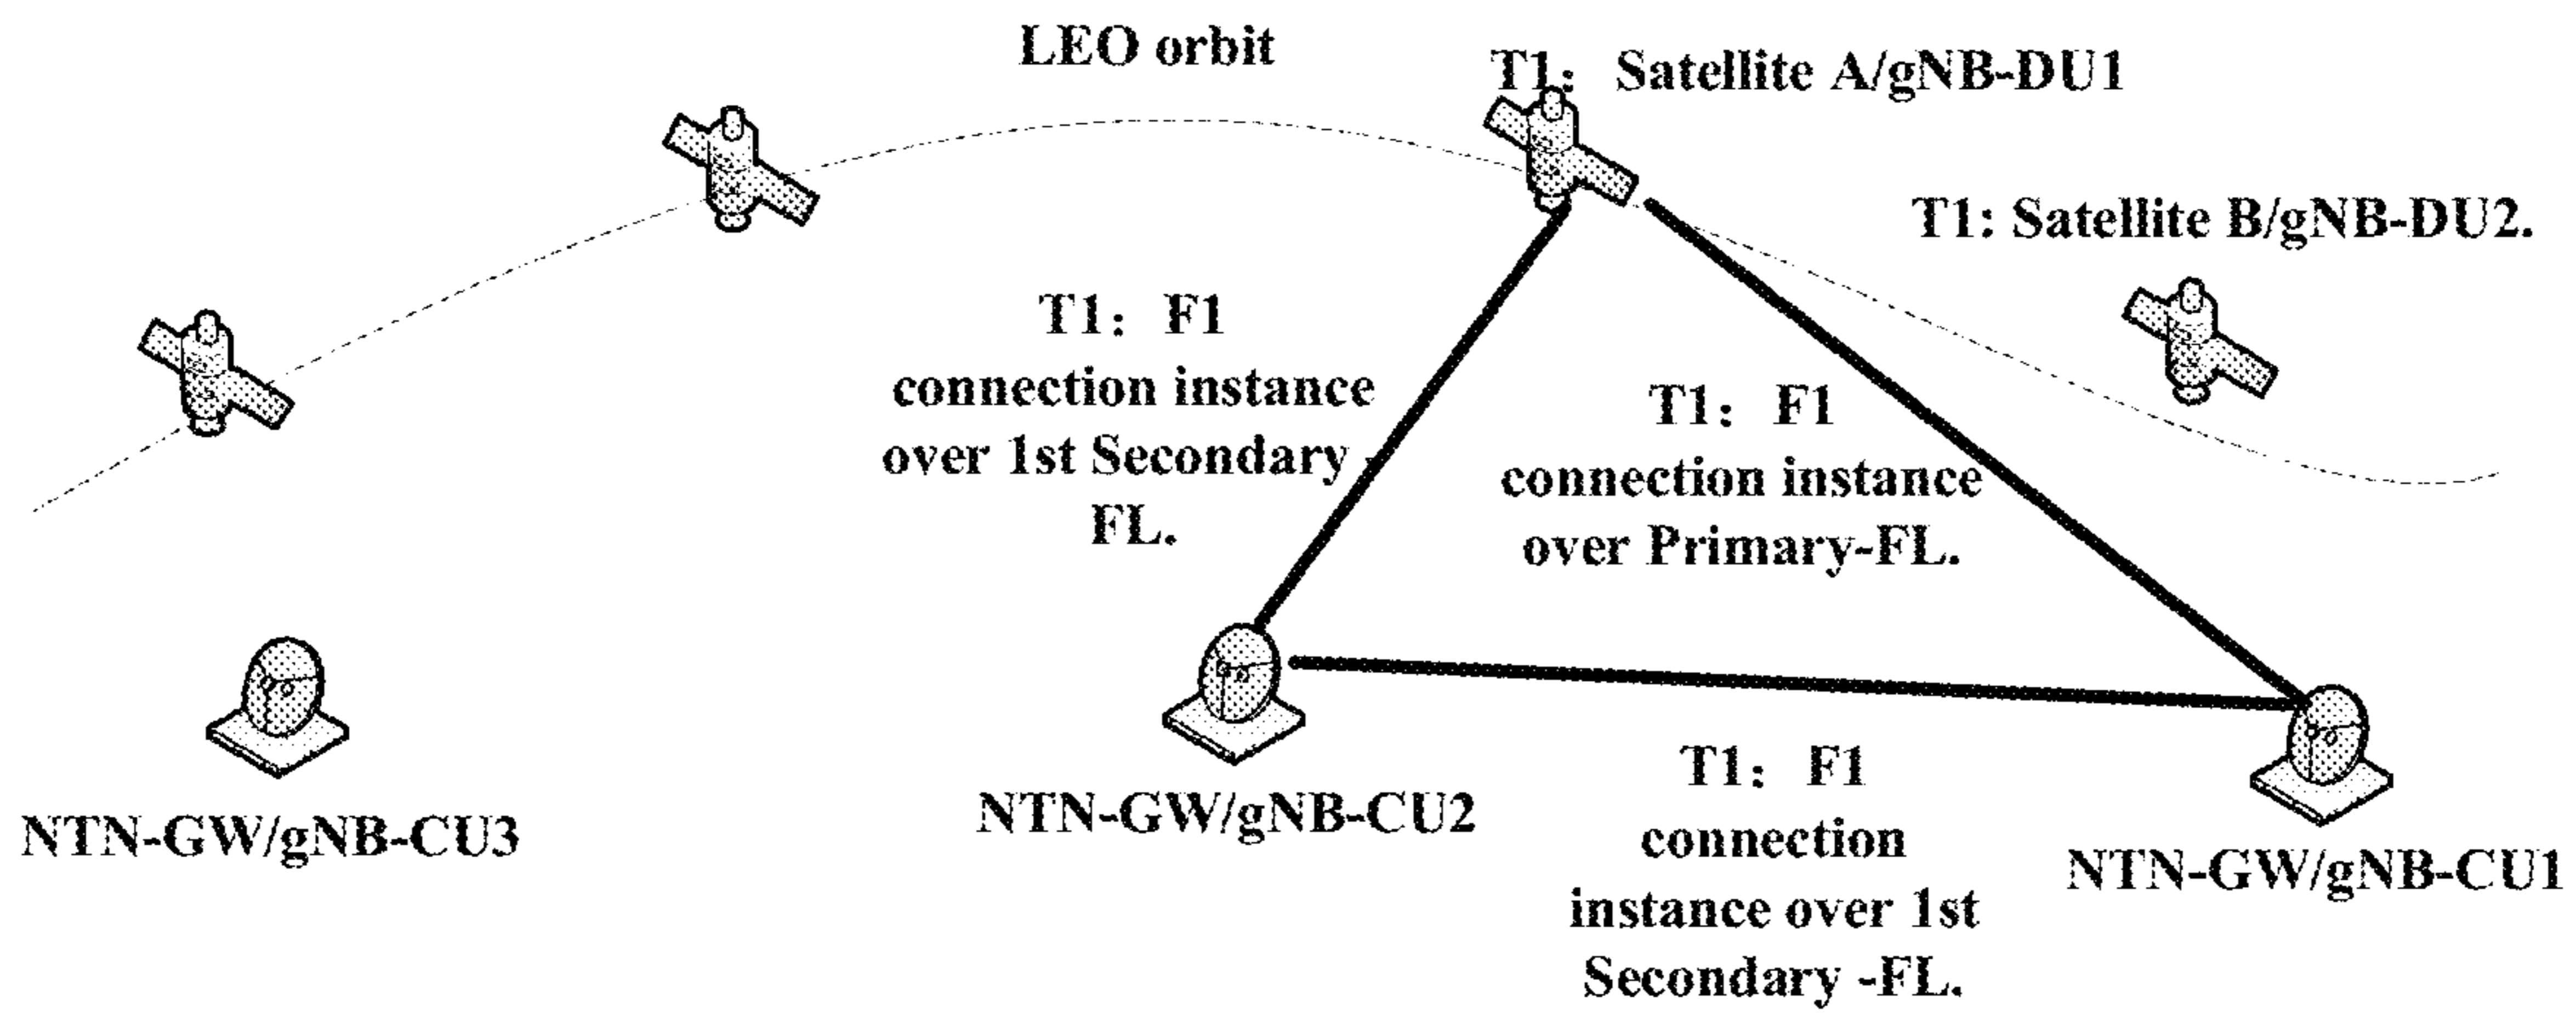 LEO orbit
T1: Satellite A/gNB-DU1
T1: Satellite B/gNB-DU2.
T1: F1
connection instance
over 1st Secondary -
FL.
T1: F1
connection instance
over Primary-FL.
NTN-GW/gNB-CU3
NTN-GW/gNB-CU2
T1: F1
connection
instance over 1st
Secondary -FL.
NTN-GW/gNB-CU1